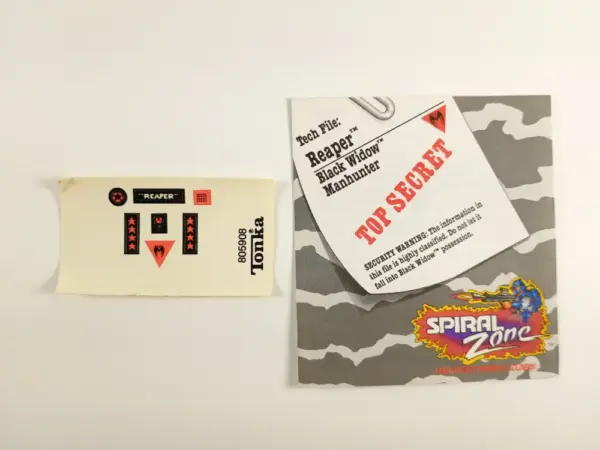 "REAPER"
805908
Tonka
Tech File:
Reaper™
Black Widow™
Manhunter
TOP SECRET
SECURITY WARNING: The information in
this file is highly classified. Do not let it
fall into Black Widow™ possession.
SPIRAL
Zone